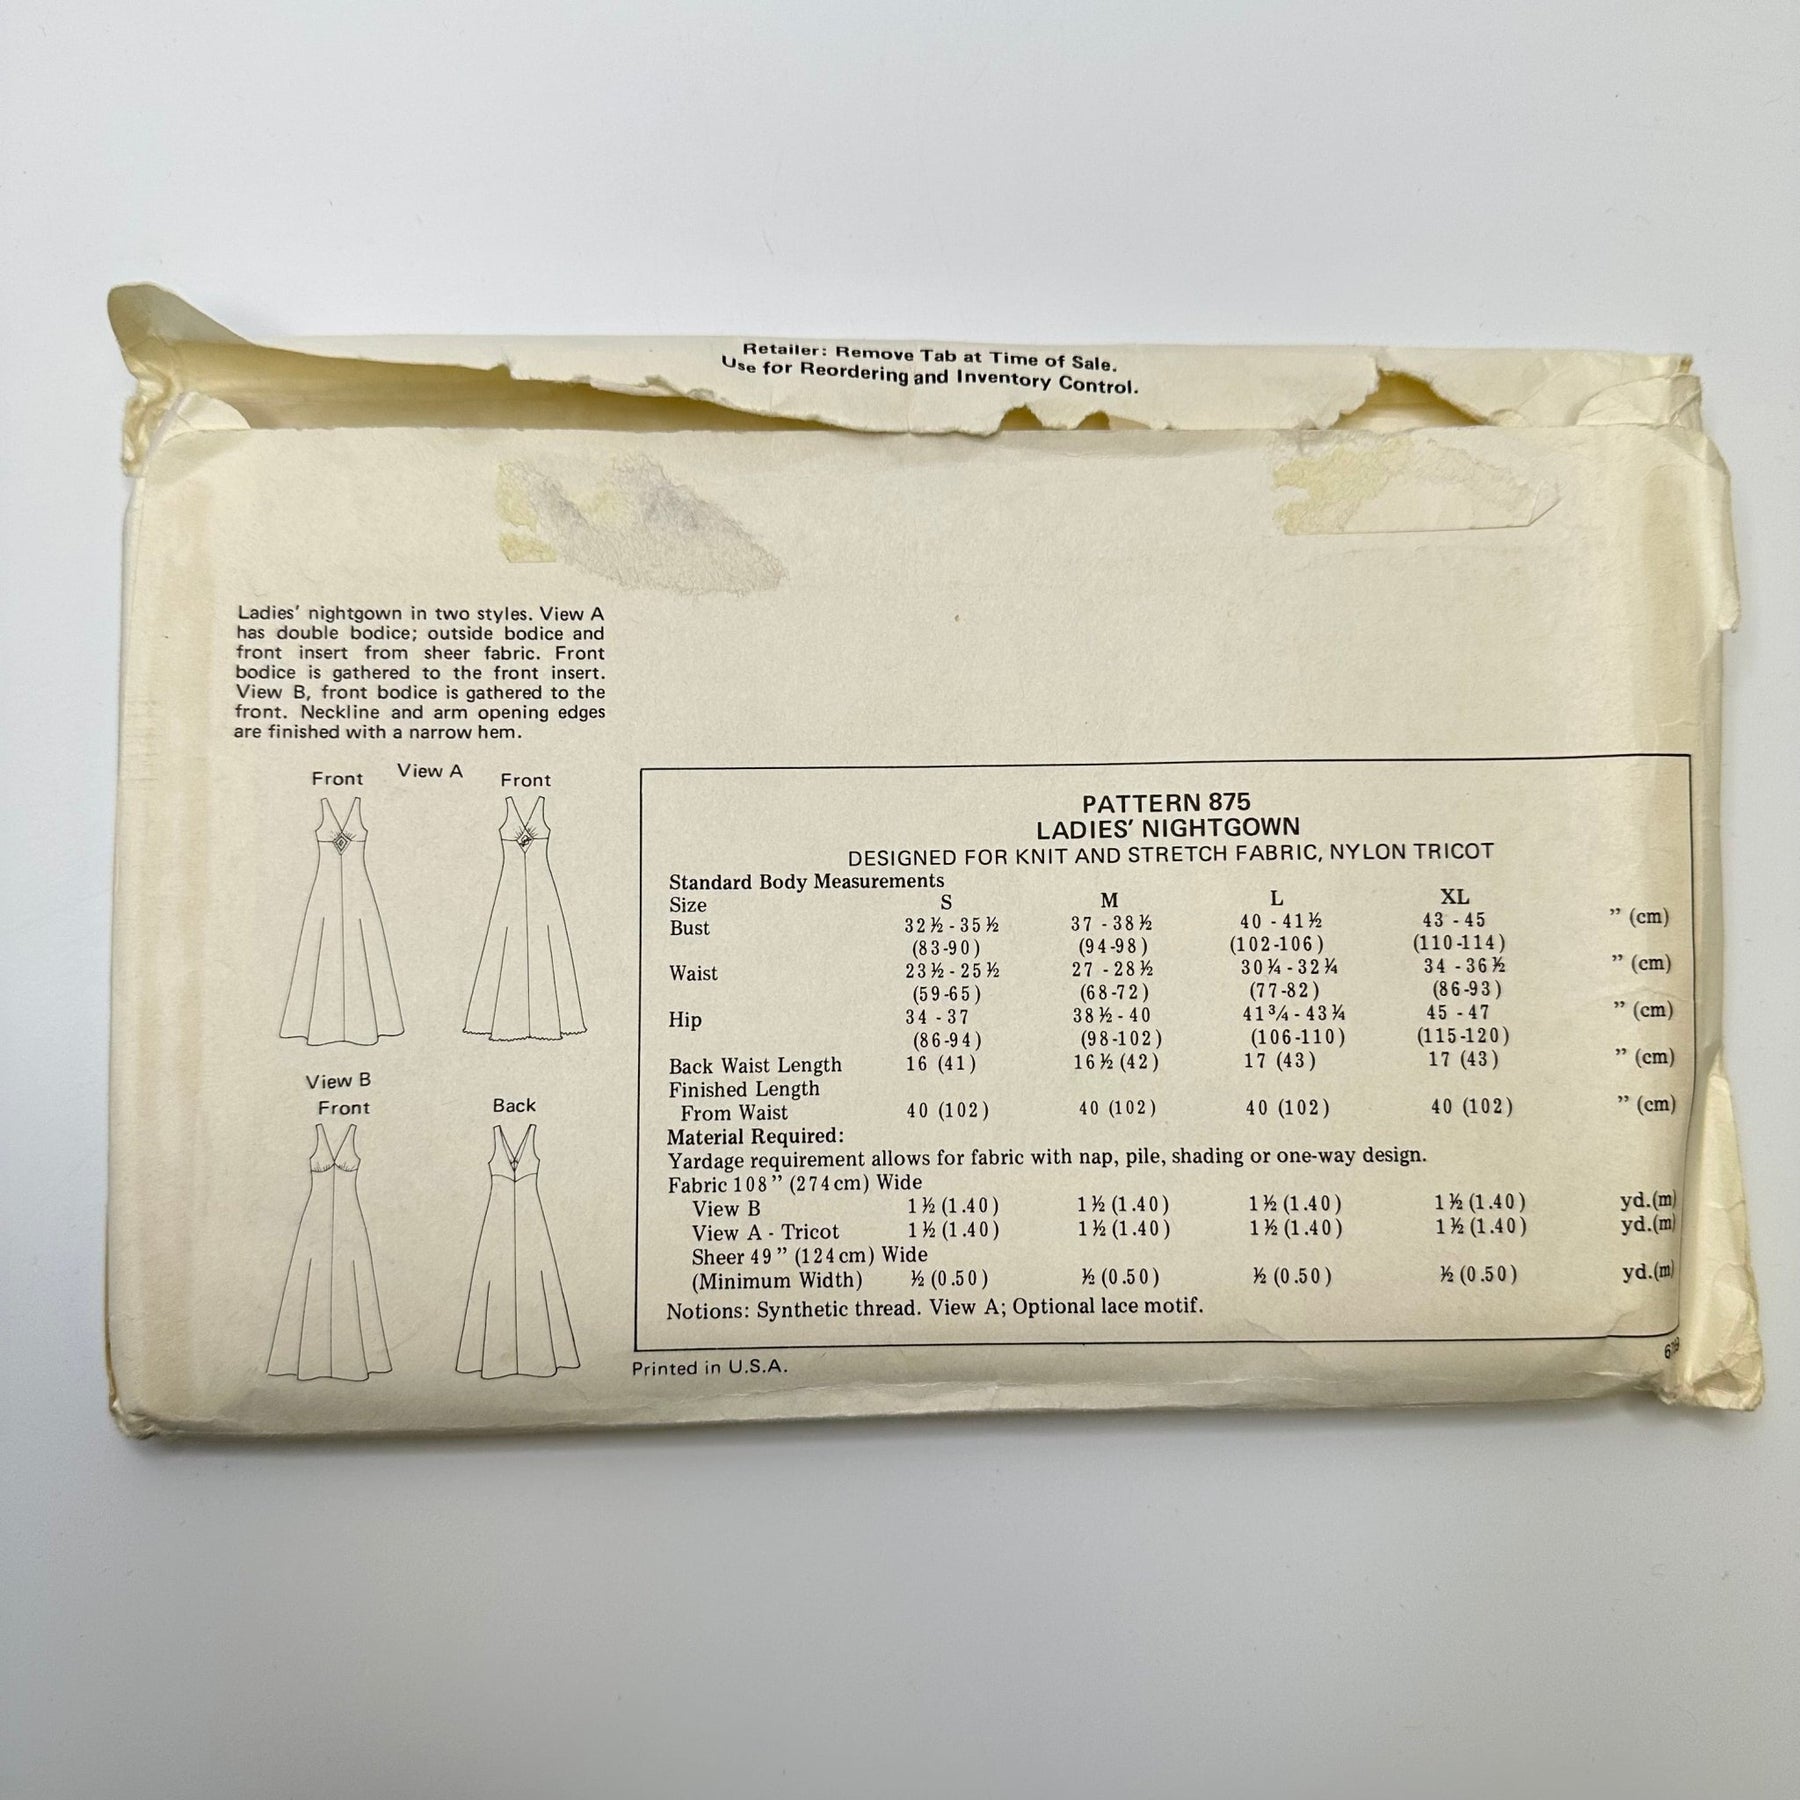 Retailer: Remove Tab at Time of Sale.
Use for Reordering and Inventory Control.
Ladies' nightgown in two styles. View A
has double bodice; outside bodice and
front insert from sheer fabric. Front
bodice is gathered to the front insert.
View B, front bodice is gathered to the
front. Neckline and arm opening edges
are finished with a narrow hem.
Front View A Front
View B
Front Back
PATTERN 875
LADIES' NIGHTGOWN
DESIGNED FOR KNIT AND STRETCH FABRIC, NYLON TRICOT
Standard Body Measurements
Size S M L XL
Bust 32½-35½ 37 - 38½ 40 - 41½ 43 - 45 ” (cm)
(83-90) (94-98) (102-106) (110-114)
Waist 23½-25½ 27 - 28½ 30¼-32¼ 34 - 36½ ” (cm)
(59-65) (68-72) (77-82) (86-93)
Hip 34 - 37 38½ - 40 41¾-43¼ 45 - 47 ” (cm)
(86-94) (98-102) (106-110) (115-120)
Back Waist Length 16 (41) 16½ (42) 17 (43) 17 (43) ” (cm)
Finished Length
From Waist 40 (102) 40 (102) 40 (102) 40 (102) ” (cm)
Material Required:
Yardage requirement allows for fabric with nap, pile, shading or one-way design.
Fabric 108” (274cm) Wide
View B 1½ (1.40) 1½ (1.40) 1½ (1.40) 1½ (1.40) yd.(m)
View A - Tricot 1½ (1.40) 1½ (1.40) 1½ (1.40) 1½ (1.40) yd.(m)
Sheer 49” (124cm) Wide
(Minimum Width) ½ (0.50) ½ (0.50) ½ (0.50) ½ (0.50) yd.(m)
Notions: Synthetic thread. View A; Optional lace motif.
Printed in U.S.A.